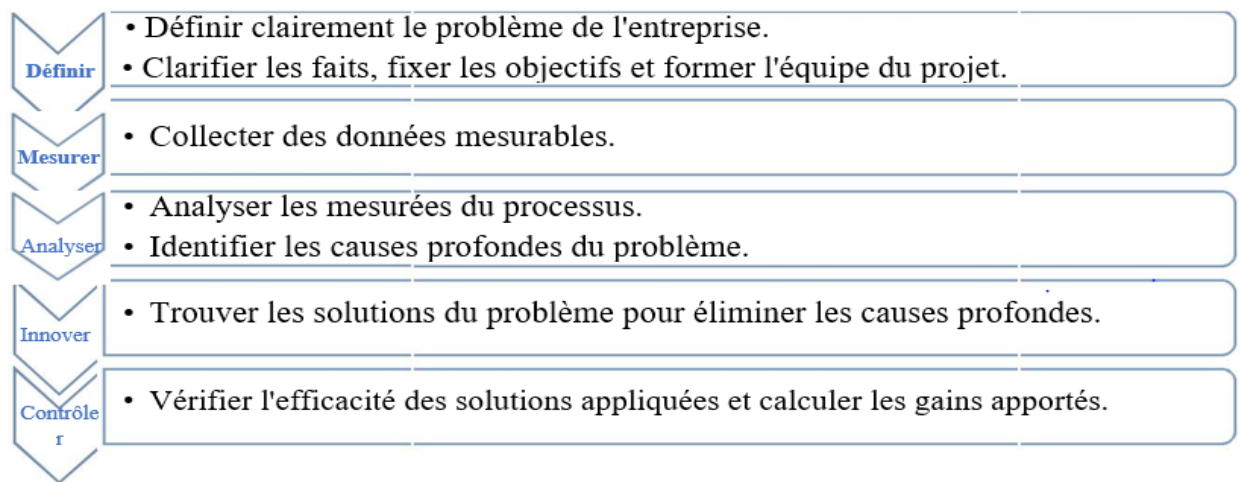 • Définir clairement le problème de l'entreprise.
Définir
• Clarifier les faits, fixer les objectifs et former l'équipe du projet.
Mesurer
• Collecter des données mesurables.
• Analyser les mesurées du processus.
Analyser
• Identifier les causes profondes du problème.
Innover
• Trouver les solutions du problème pour éliminer les causes profondes.
Contrôle
r
• Vérifier l'efficacité des solutions appliquées et calculer les gains apportés.